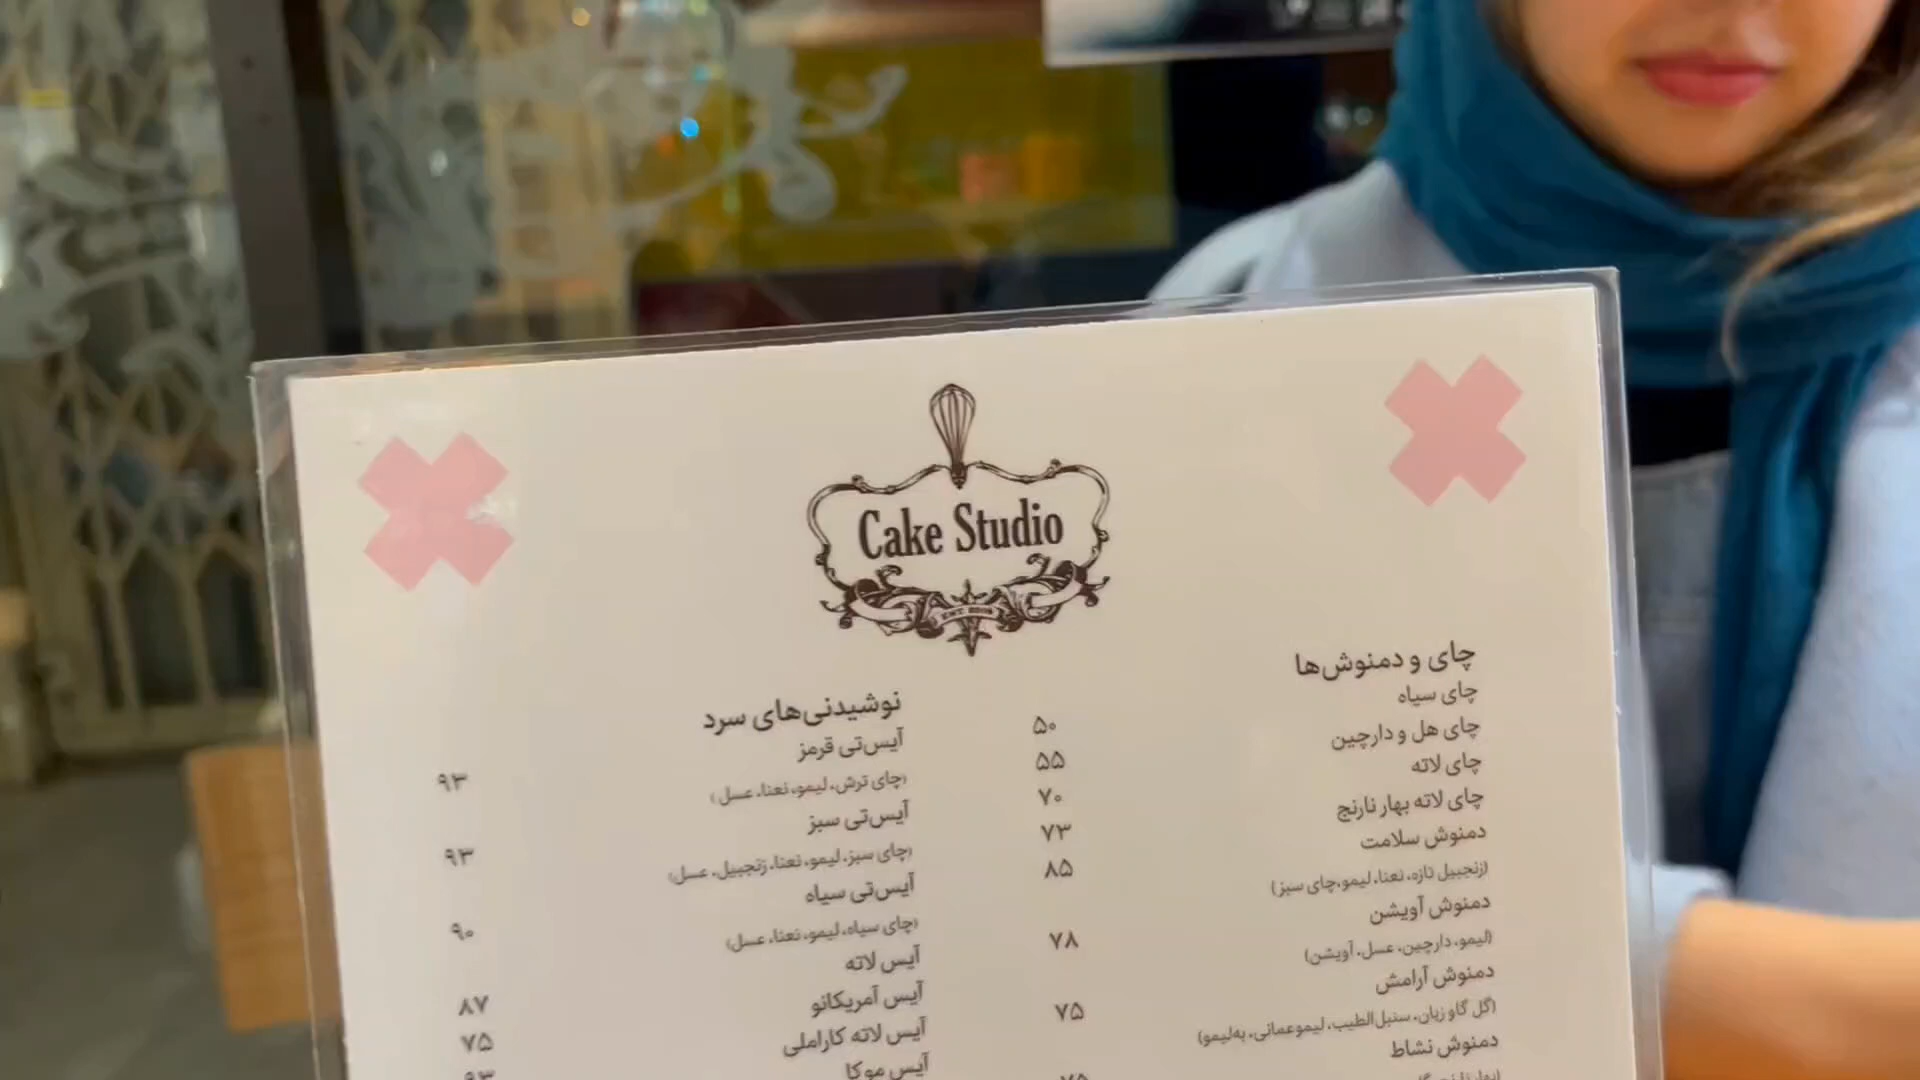 Cake Studio
چای و دمنوش‌ها
چای سیاه
۵۰
چای هل و دارچین
۵۵
چای لاته
۷۰
چای لاته بهار نارنج
۷۳
دمنوش سلامت
۸۵
(زنجبیل تازه، نعنا، لیمو،چای سبز)
دمنوش آویشن
۷۸
(لیمو، دارچین، عسل، آویشن)
دمنوش آرامش
۷۵
(گل گاو زبان، سنبل‌الطیب، لیموعمانی، به‌لیمو)
دمنوش نشاط
نوشیدنی‌های سرد
آیس‌تی قرمز
۹۳
(چای ترش، لیمو، نعنا، عسل)
آیس‌تی سبز
۹۳
(چای سبز، لیمو، نعنا، زنجبیل، عسل)
آیس‌تی سیاه
۹۰
(چای سیاه، لیمو، نعنا، عسل)
آیس لاته
۸۷
آیس آمریکانو
۷۵
آیس لاته کاراملی
۹۳
آیس موکا